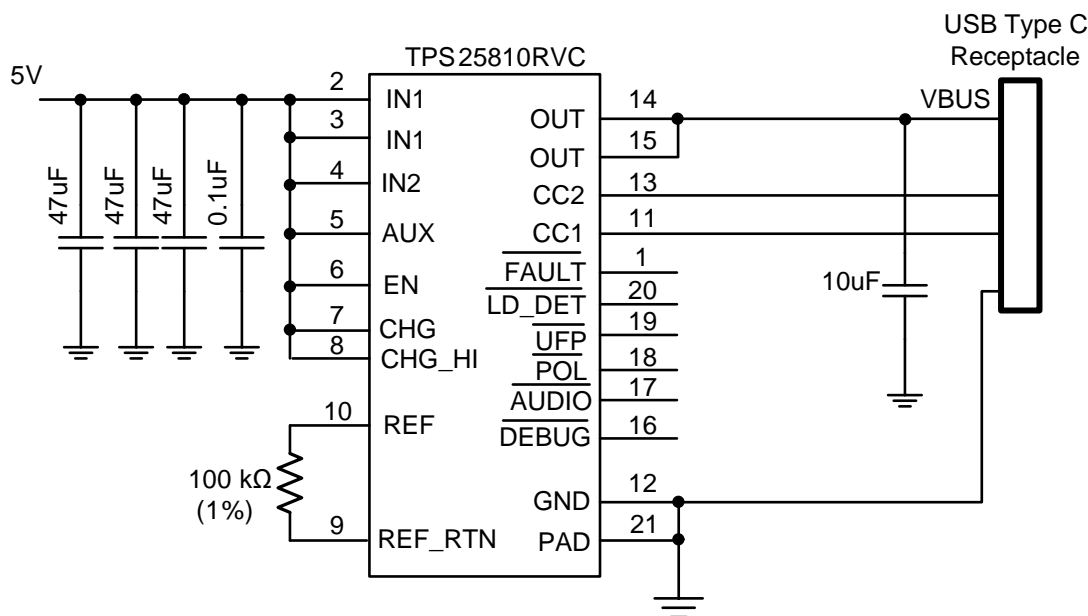 USB Type C
Receptacle
TPS25810RVC
5V
47uF
47uF
47uF
0.1uF
2
IN1
3
IN1
4
IN2
5
AUX
6
EN
7
CHG
8
CHG_HI
10
REF
100 kΩ
(1%)
9
REF_RTN
OUT
14
VBUS
OUT
15
CC2
13
CC1
11
FAULT
1
LD_DET
20
UFP
19
POL
18
AUDIO
17
DEBUG
16
10uF
GND
12
PAD
21